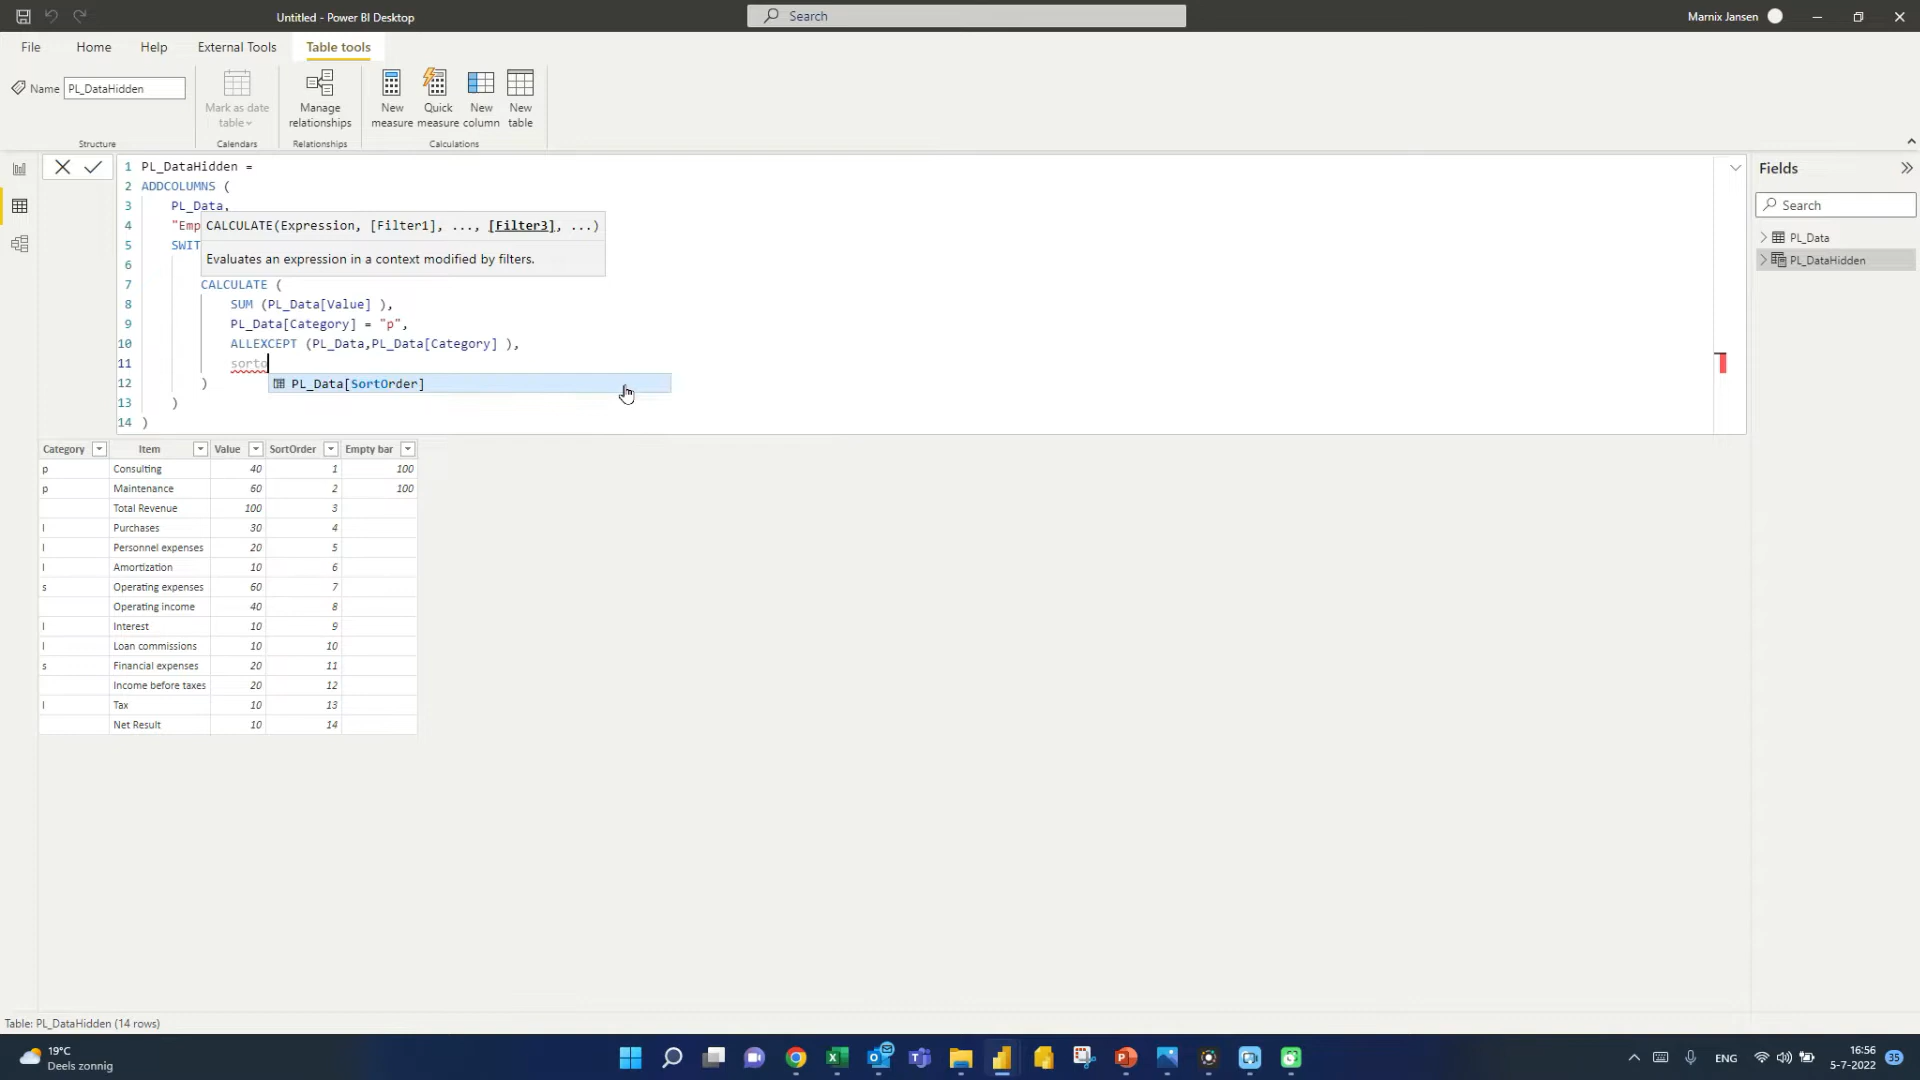 Untitled - Power BI Desktop
Search
Marnix Jansen
File
Home
Help
External Tools
Table tools
Name
PL_DataHidden
Mark as date
table
Manage
relationships
New
measure
Quick
measure
New
column
New
table
Structure
Calendars
Relationships
Calculations
1 PL_DataHidden =
2 ADDCOLUMNS (
3 PL_Data,
4 "Emp
CALCULATE(Expression, [Filter1], ..., [Filter3], ...)
5 SWIT
Evaluates an expression in a context modified by filters.
6
7 CALCULATE (
8 SUM (PL_Data[Value] ),
9 PL_Data[Category] = "p",
10 ALLEXCEPT (PL_Data,PL_Data[Category] ),
11 sorto
12 )
PL_Data[SortOrder]
13 )
14 )
Fields
Search
PL_Data
PL_DataHidden
Category Item Value SortOrder Empty bar
p Consulting 40 1 100
p Maintenance 60 2 100
Total Revenue 100 3
l Purchases 30 4
l Personnel expenses 20 5
l Amortization 10 6
s Operating expenses 60 7
Operating income 40 8
l Interest 10 9
l Loan commissions 10 10
s Financial expenses 20 11
Income before taxes 20 12
l Tax 10 13
Net Result 10 14
Table: PL_DataHidden (14 rows)
19°C
Deels zonnig
ENG
16:56
5-7-2022
35